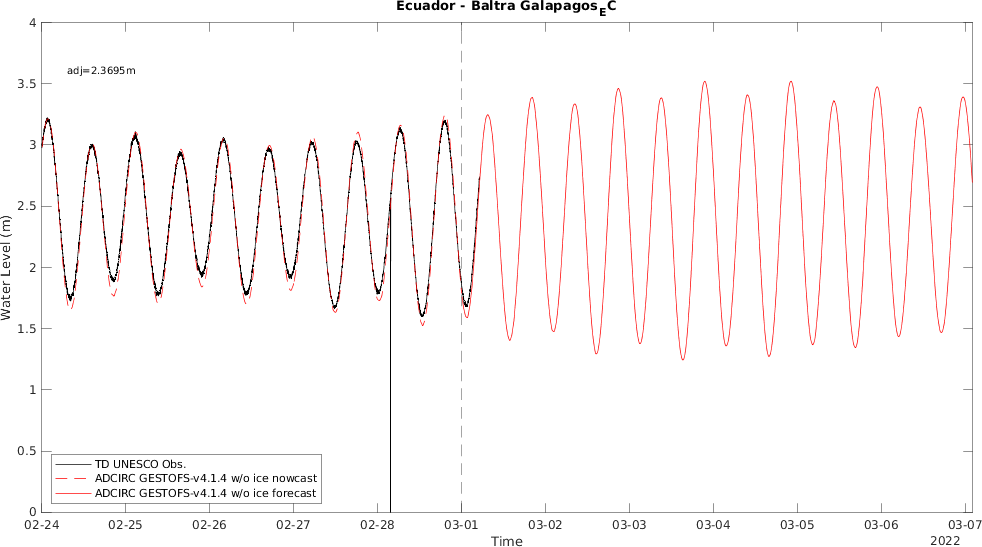 Ecuador - Baltra GalapagosEC
4
3.5
3
2.5
2
1.5
1
0.5
0
adj=2.3695m
Water Level (m)
TD UNESCO Obs.
ADCIRC GESTOFS-v4.1.4 w/o ice nowcast
ADCIRC GESTOFS-v4.1.4 w/o ice forecast
02-24 02-25 02-26 02-27 02-28 03-01 03-02 03-03 03-04 03-05 03-06 03-07
Time
2022